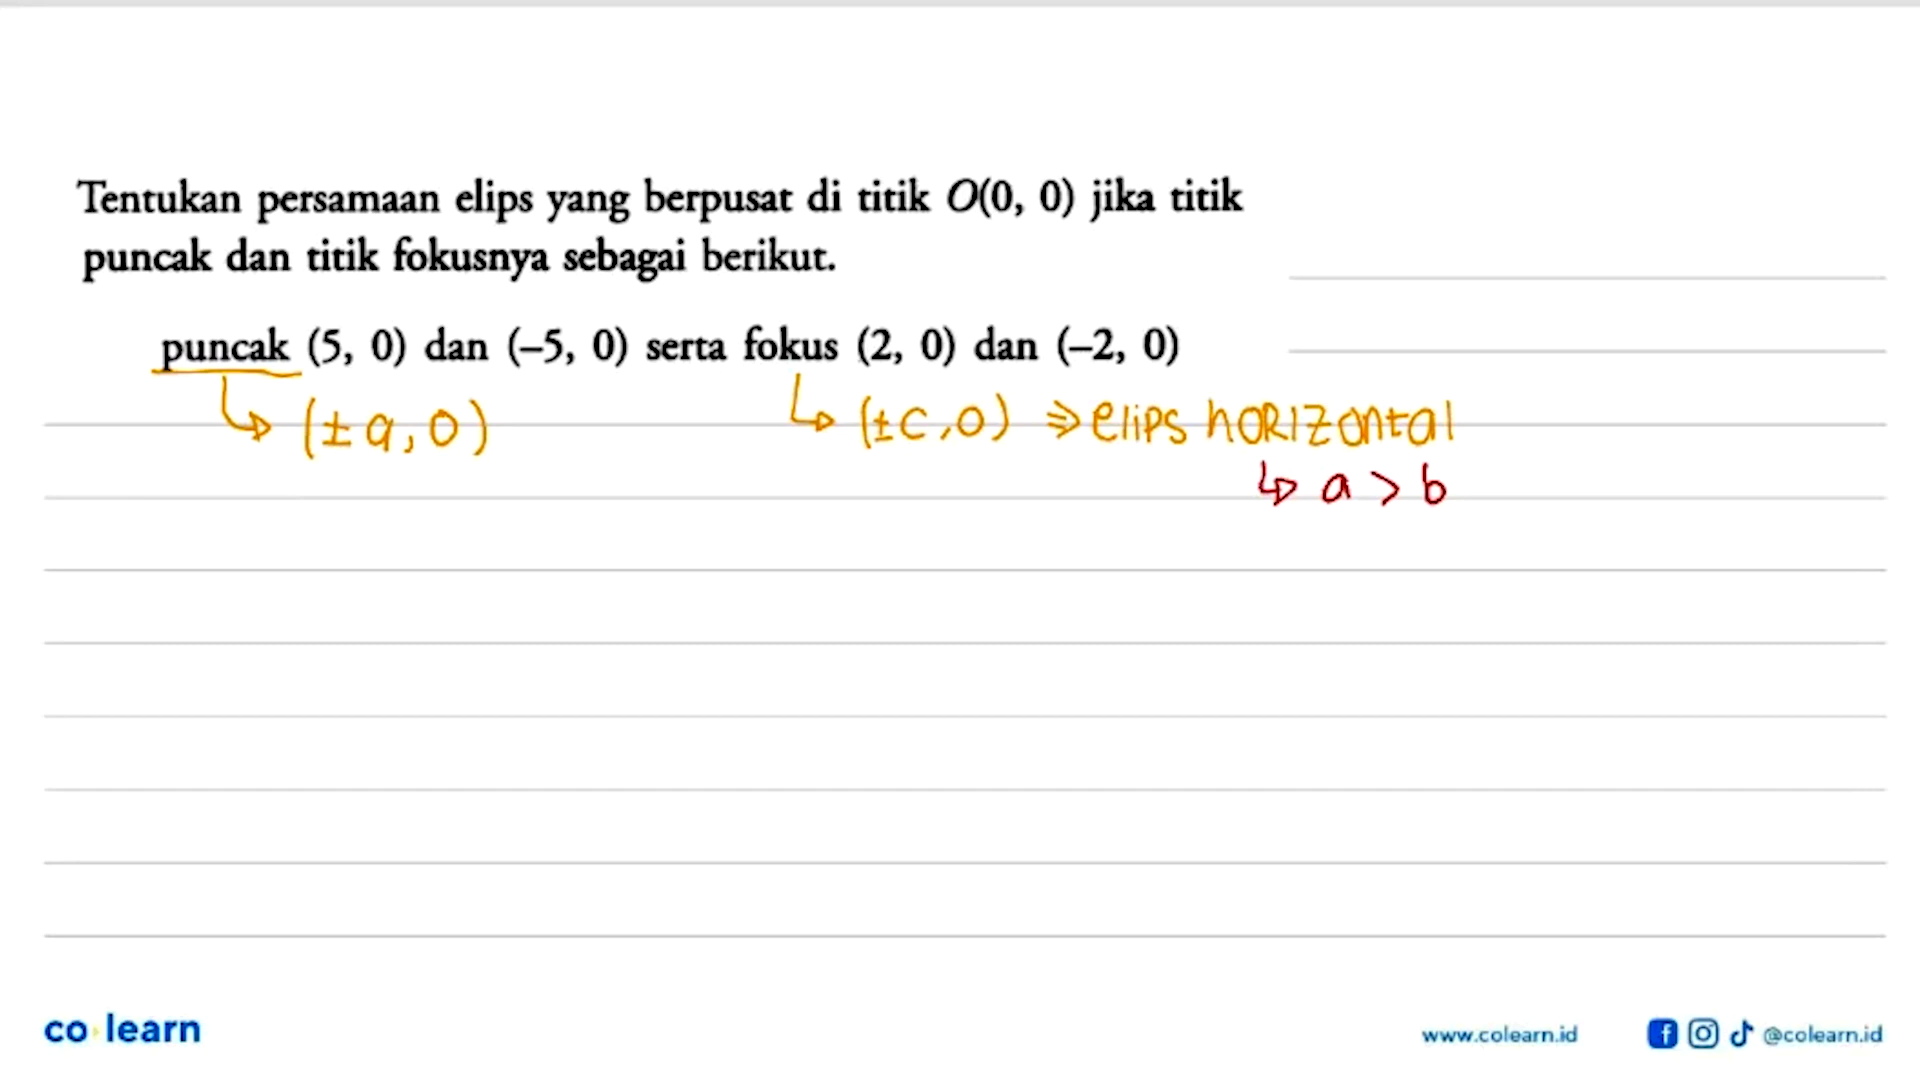 Tentukan persamaan elips yang berpusat di titik O(0, 0) jika titik
puncak dan titik fokusnya sebagai berikut.
puncak (5, 0) dan (–5, 0) serta fokus (2, 0) dan (–2, 0)
↳ (±a, 0) ↳ (±c, 0) ⇒ elips horizontal
↳ a > b
co learn
www.colearn.id @colearn.id